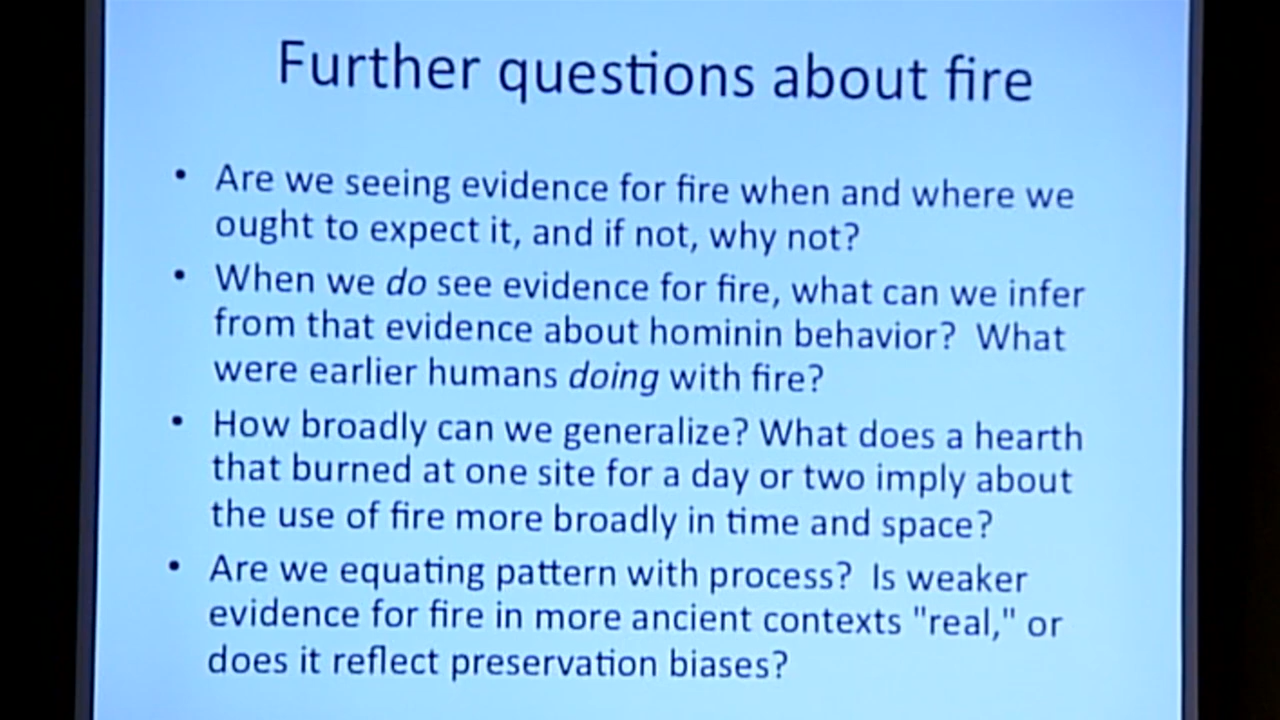 Further questions about fire
• Are we seeing evidence for fire when and where we
ought to expect it, and if not, why not?
• When we do see evidence for fire, what can we infer
from that evidence about hominin behavior?  What
were earlier humans doing with fire?
• How broadly can we generalize? What does a hearth
that burned at one site for a day or two imply about
the use of fire more broadly in time and space?
• Are we equating pattern with process?  Is weaker
evidence for fire in more ancient contexts "real," or
does it reflect preservation biases?